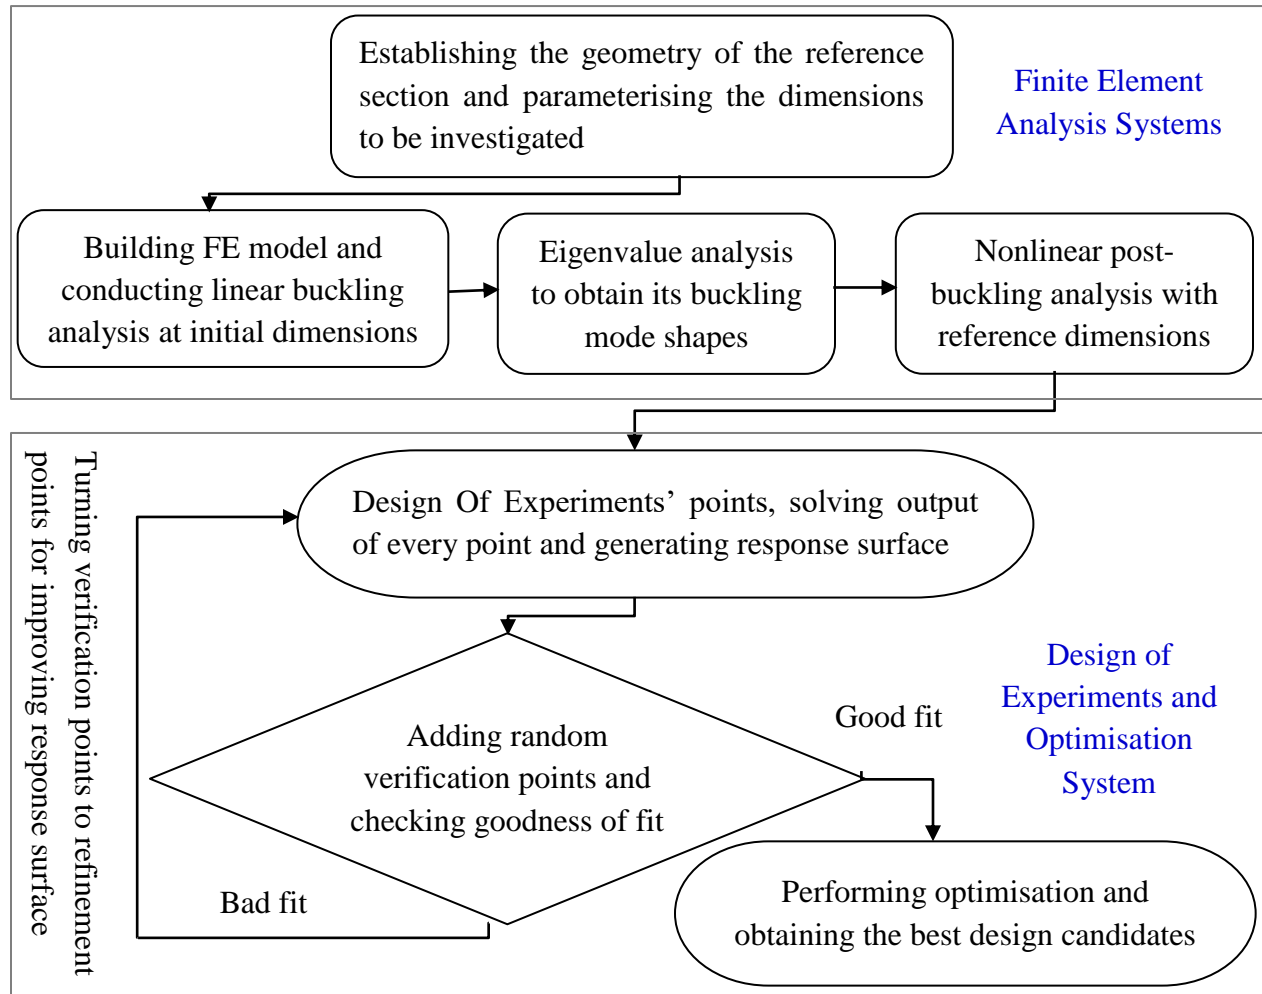 Establishing the geometry of the reference
section and parameterising the dimensions
to be investigated
Finite Element
Analysis Systems
Building FE model and
conducting linear buckling
analysis at initial dimensions
Eigenvalue analysis
to obtain its buckling
mode shapes
Nonlinear post-
buckling analysis with
reference dimensions
Turning verification points to refinement
points for improving response surface
Design Of Experiments’ points, solving output
of every point and generating response surface
Adding random
verification points and
checking goodness of fit
Good fit
Design of
Experiments and
Optimisation
System
Bad fit
Performing optimisation and
obtaining the best design candidates